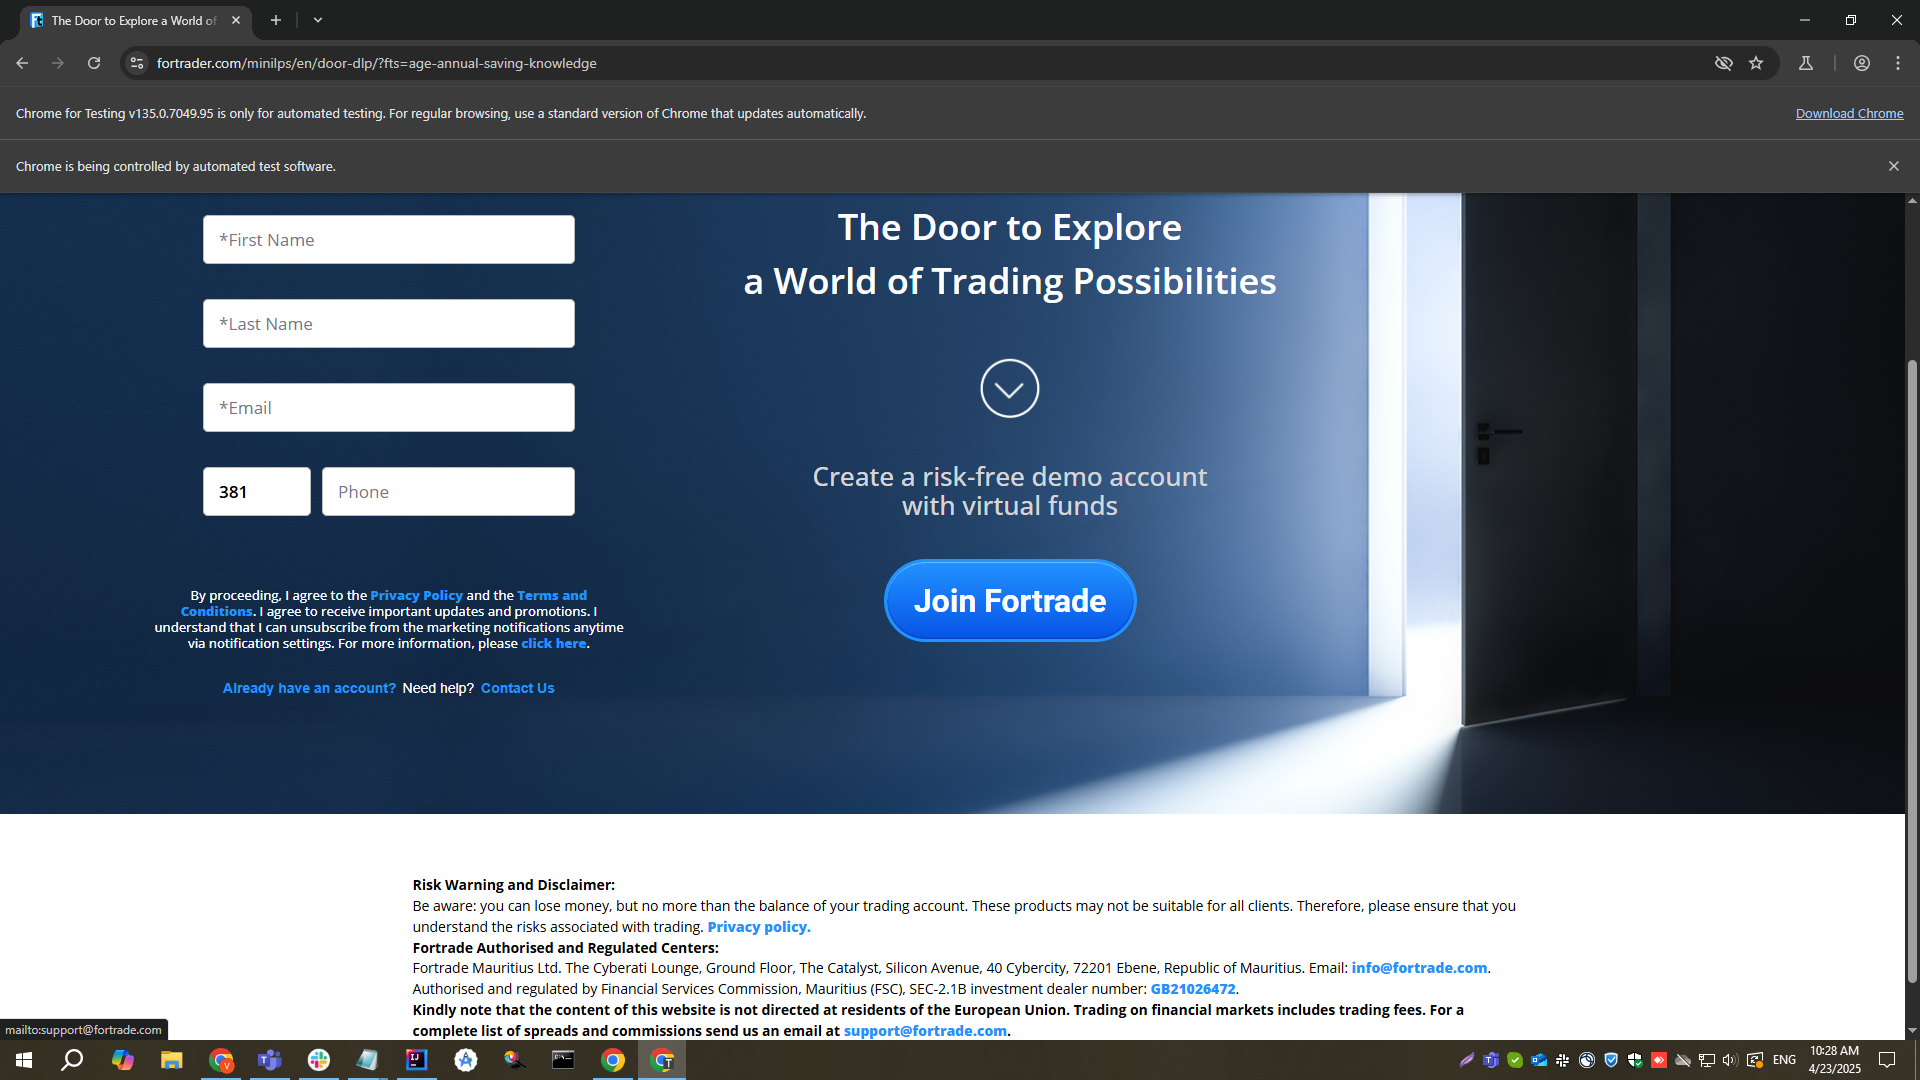 The Door to Explore a World of
fortrader.com/minilps/en/door-dlp/?fts=age-annual-saving-knowledge
Chrome for Testing v135.0.7049.95 is only for automated testing. For regular browsing, use a standard version of Chrome that updates automatically.
Download Chrome
Chrome is being controlled by automated test software.
*First Name
*Last Name
*Email
381
Phone
By proceeding, I agree to the Privacy Policy and the Terms and
Conditions. I agree to receive important updates and promotions. I
understand that I can unsubscribe from the marketing notifications anytime
via notification settings. For more information, please click here.
Already have an account? Need help? Contact Us
The Door to Explore
a World of Trading Possibilities
Create a risk-free demo account
with virtual funds
Join Fortrade
Risk Warning and Disclaimer:
Be aware: you can lose money, but no more than the balance of your trading account. These products may not be suitable for all clients. Therefore, please ensure that you
understand the risks associated with trading. Privacy policy.
Fortrade Authorised and Regulated Centers:
Fortrade Mauritius Ltd. The Cyberati Lounge, Ground Floor, The Catalyst, Silicon Avenue, 40 Cybercity, 72201 Ebene, Republic of Mauritius. Email: info@fortrade.com.
Authorised and regulated by Financial Services Commission, Mauritius (FSC), SEC-2.1B investment dealer number: GB21026472.
Kindly note that the content of this website is not directed at residents of the European Union. Trading on financial markets includes trading fees. For a
complete list of spreads and commissions send us an email at support@fortrade.com.
mailto:support@fortrade.com
ENG
10:28 AM
4/23/2025